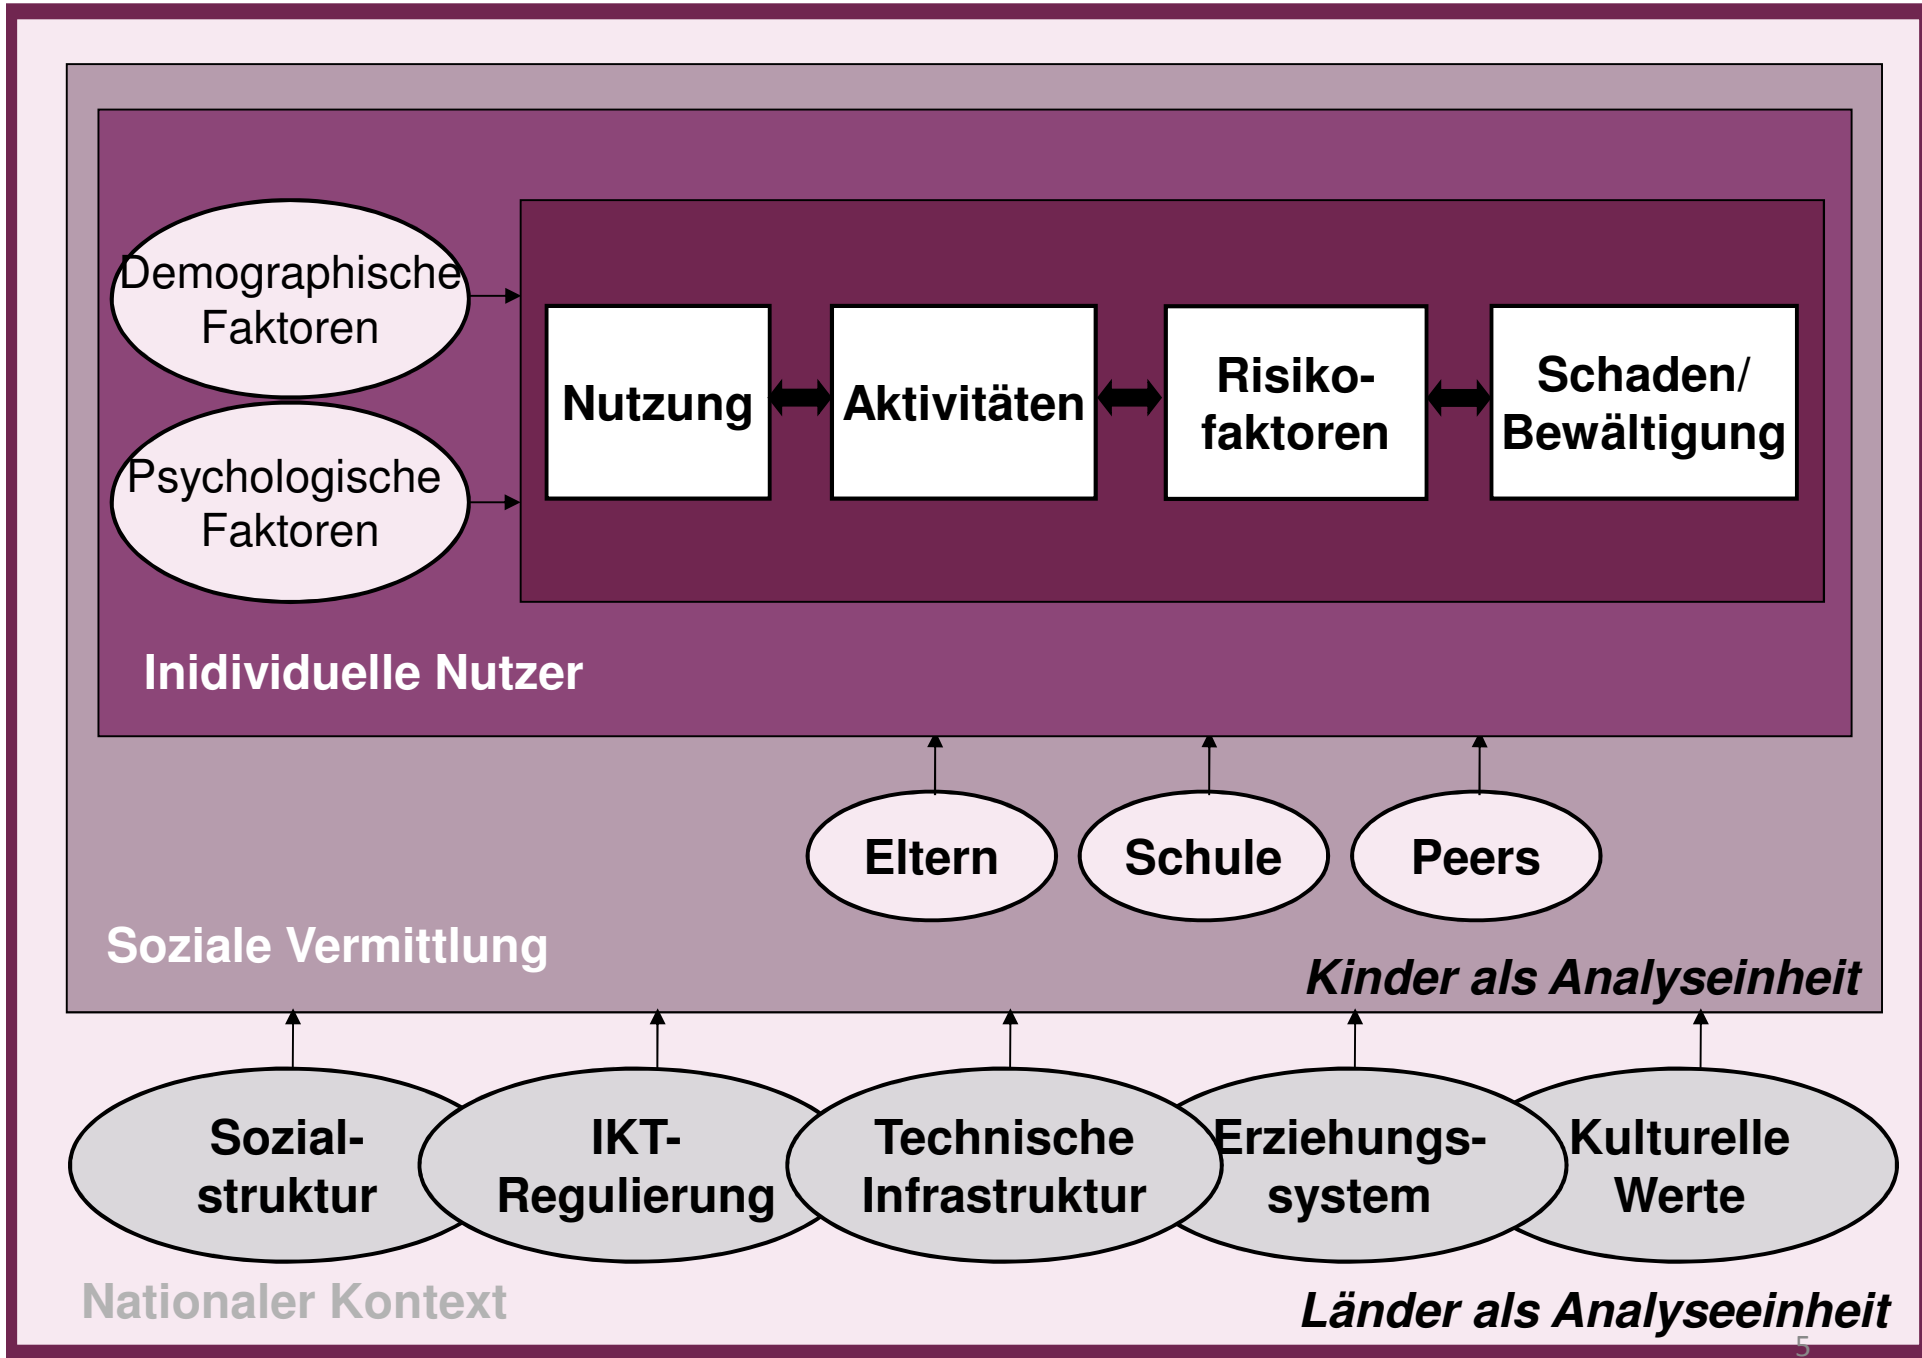 Demographische
Faktoren
Psychologische
Faktoren
Nutzung
Aktivitäten
Risiko-
faktoren
Schaden/
Bewältigung
Inidividuelle Nutzer
Eltern
Schule
Peers
Soziale Vermittlung
Kinder als Analyseinheit
Sozial-
struktur
IKT-
Regulierung
Technische
Infrastruktur
Erziehungs-
system
Kulturelle
Werte
Nationaler Kontext
Länder als Analyseeinheit
5